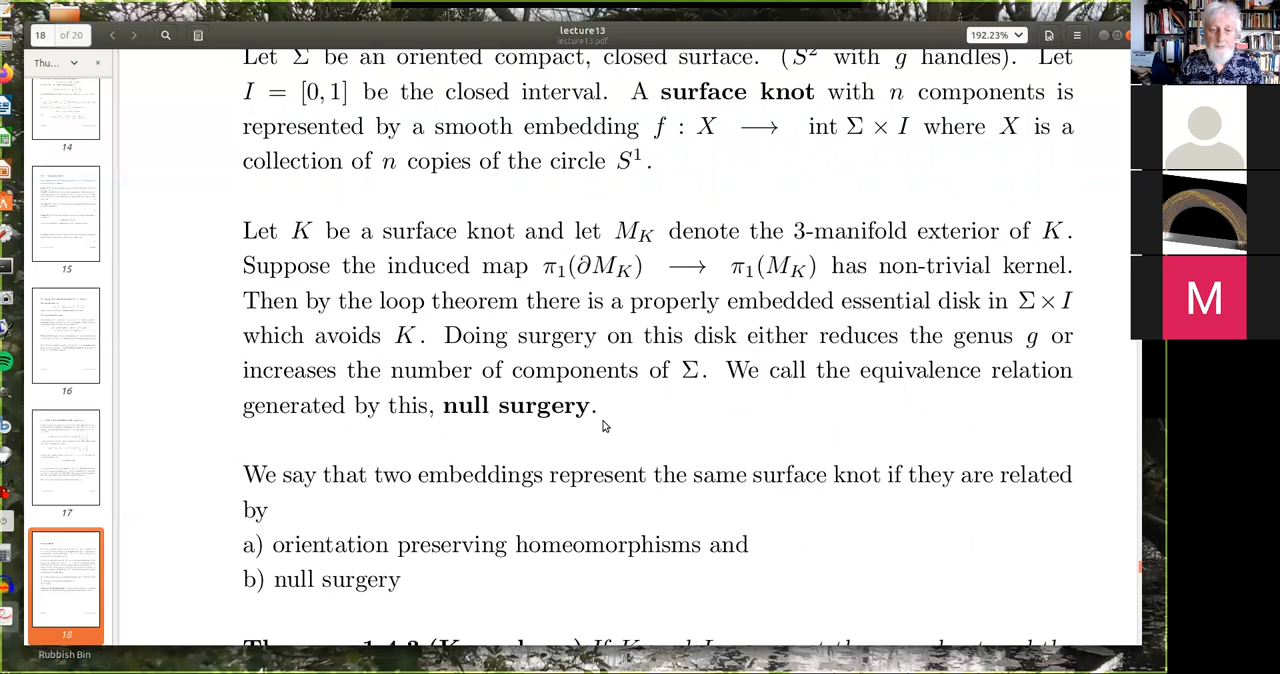 18 of 20
lecture13
lecture13.pdf
192.23%
Thu...
14
15
16
17
18
Rubbish Bin
Let Σ be an oriented compact, closed surface. (S² with g handles). Let
I = [0, 1] be the closed interval. A surface knot with n components is
represented by a smooth embedding f : X ⟶ int Σ × I where X is a
collection of n copies of the circle S¹.
Let K be a surface knot and let M_K denote the 3-manifold exterior of K.
Suppose the induced map π₁(∂M_K) ⟶ π₁(M_K) has non-trivial kernel.
Then by the loop theorem there is a properly embedded essential disk in Σ × I
which avoids K. Doing surgery on this disk either reduces the genus g or
increases the number of components of Σ. We call the equivalence relation
generated by this, null surgery.
We say that two embeddings represent the same surface knot if they are related
by
a) orientation preserving homeomorphisms and
b) null surgery
M